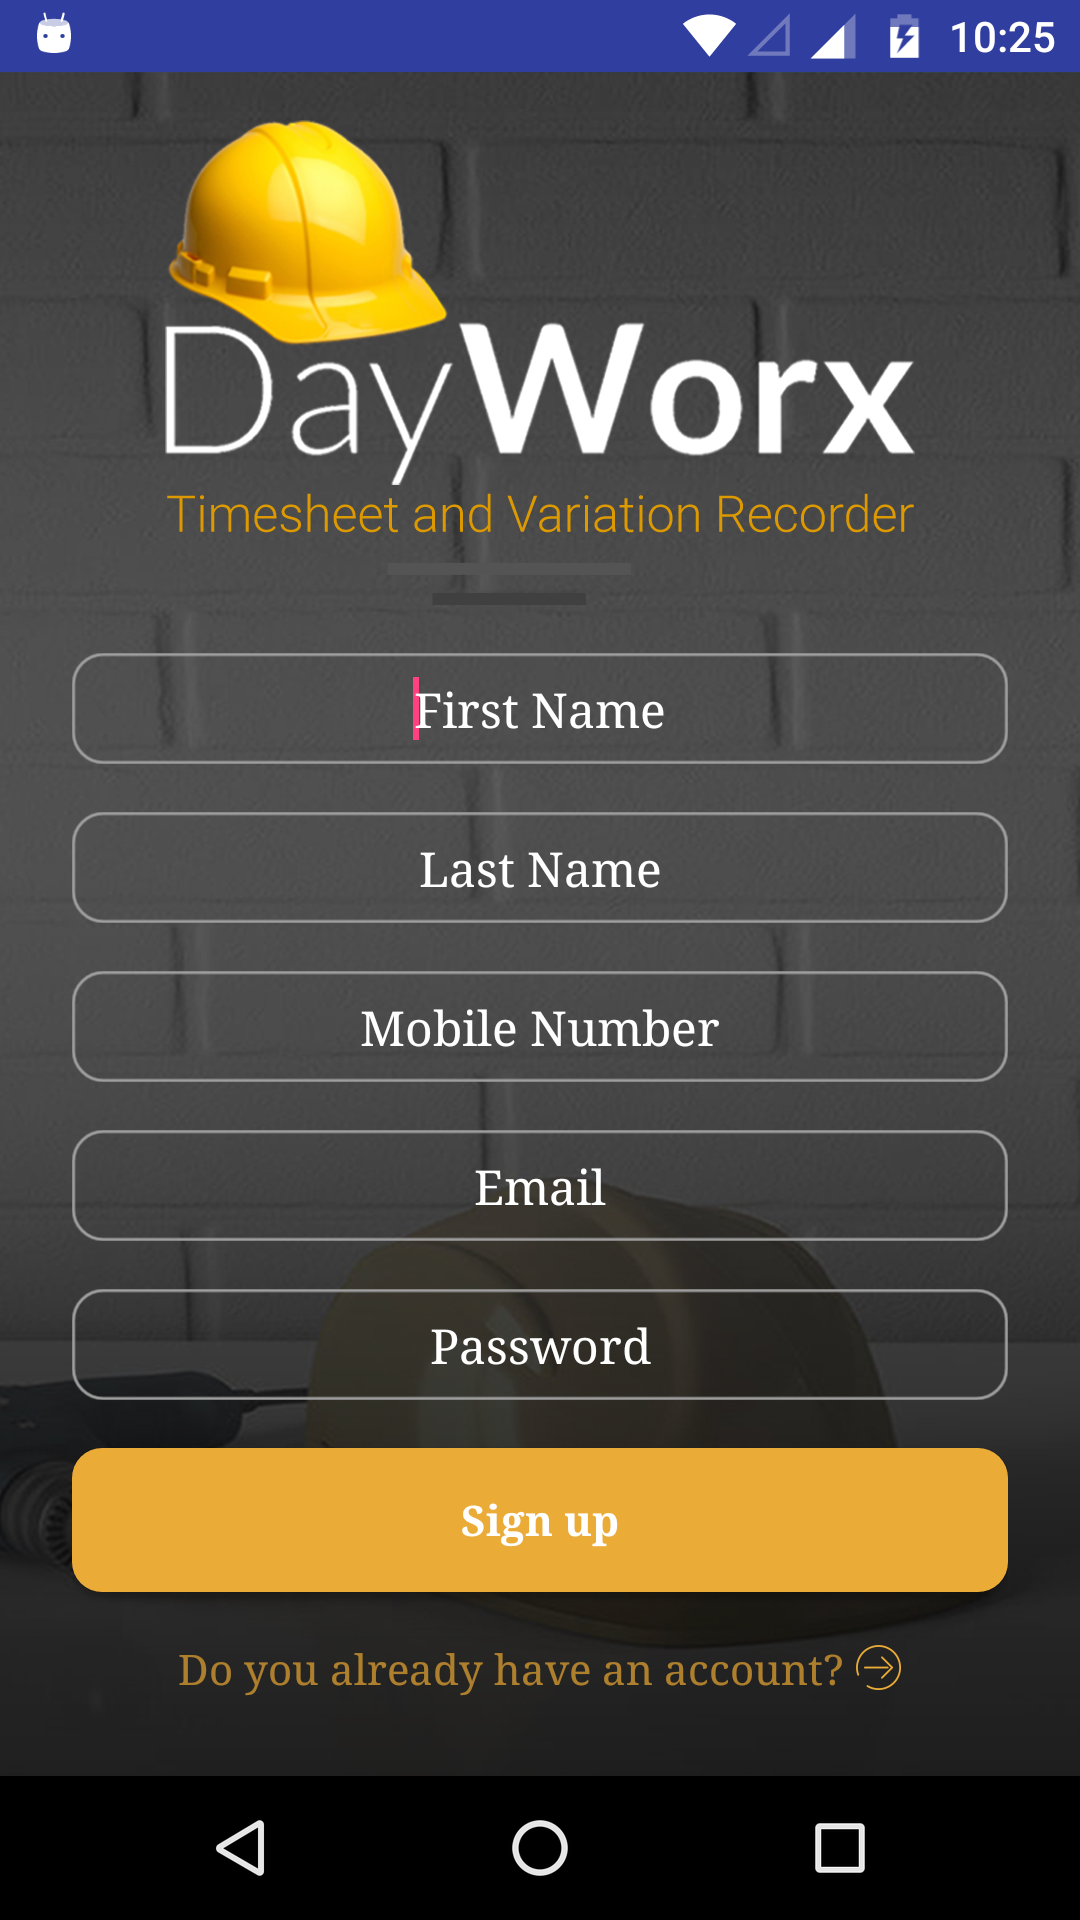 10:25
DayWorx
Timesheet and Variation Recorder
First Name
Last Name
Mobile Number
Email
Password
Sign up
Do you already have an account?